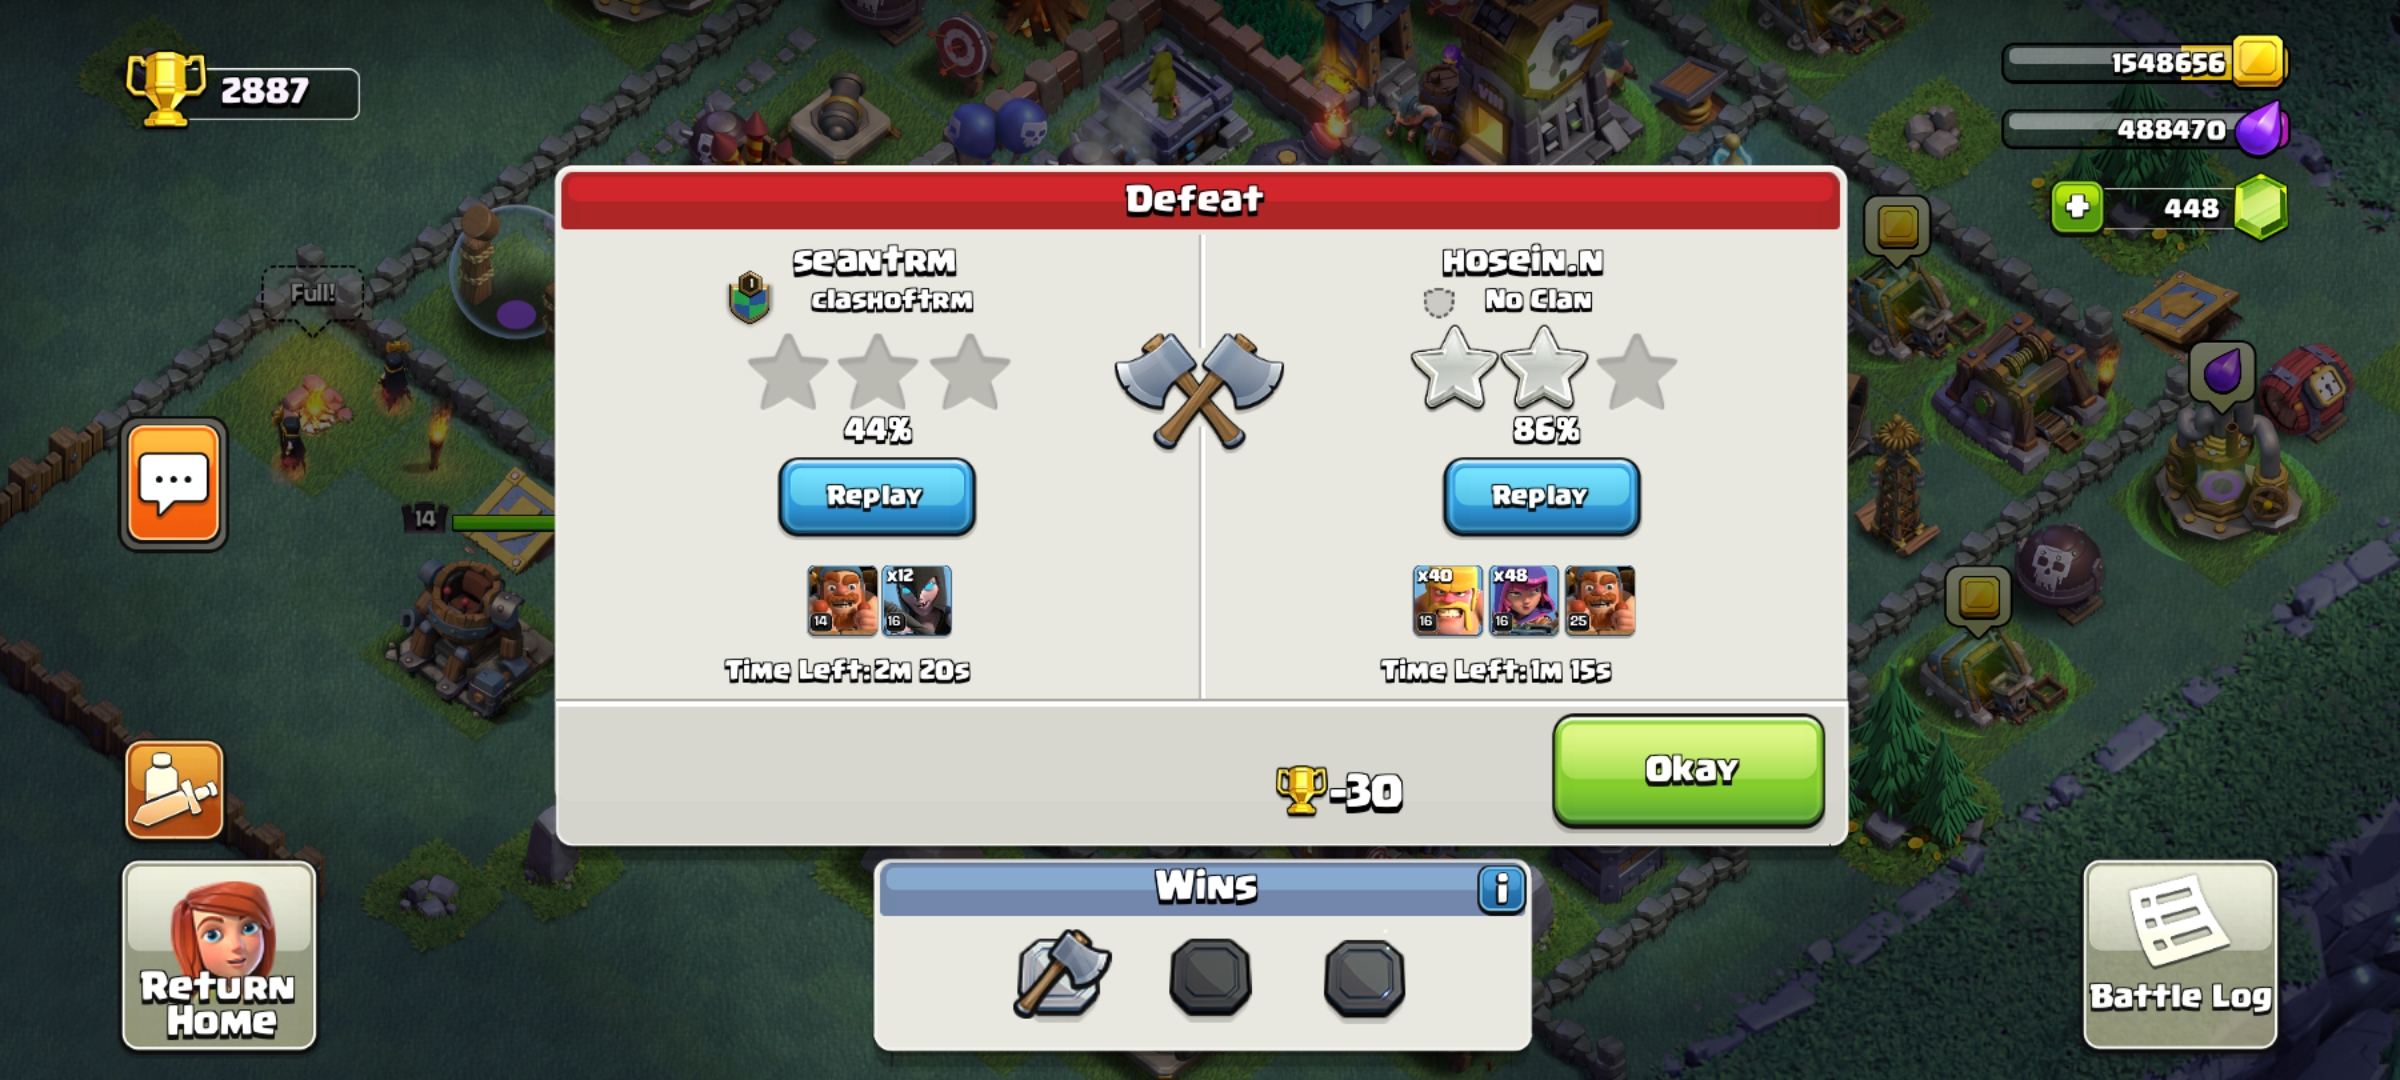 2887
1548656
488470
448
Full!
14
Defeat
seantrm
clashoftrm
44%
Replay
14
x12
16
Time Left:2m 20s
Hosein.N
No Clan
86%
Replay
x40
16
x48
16
25
Time Left:1m 15s
-30
Okay
Wins
i
Return
Home
Battle Log